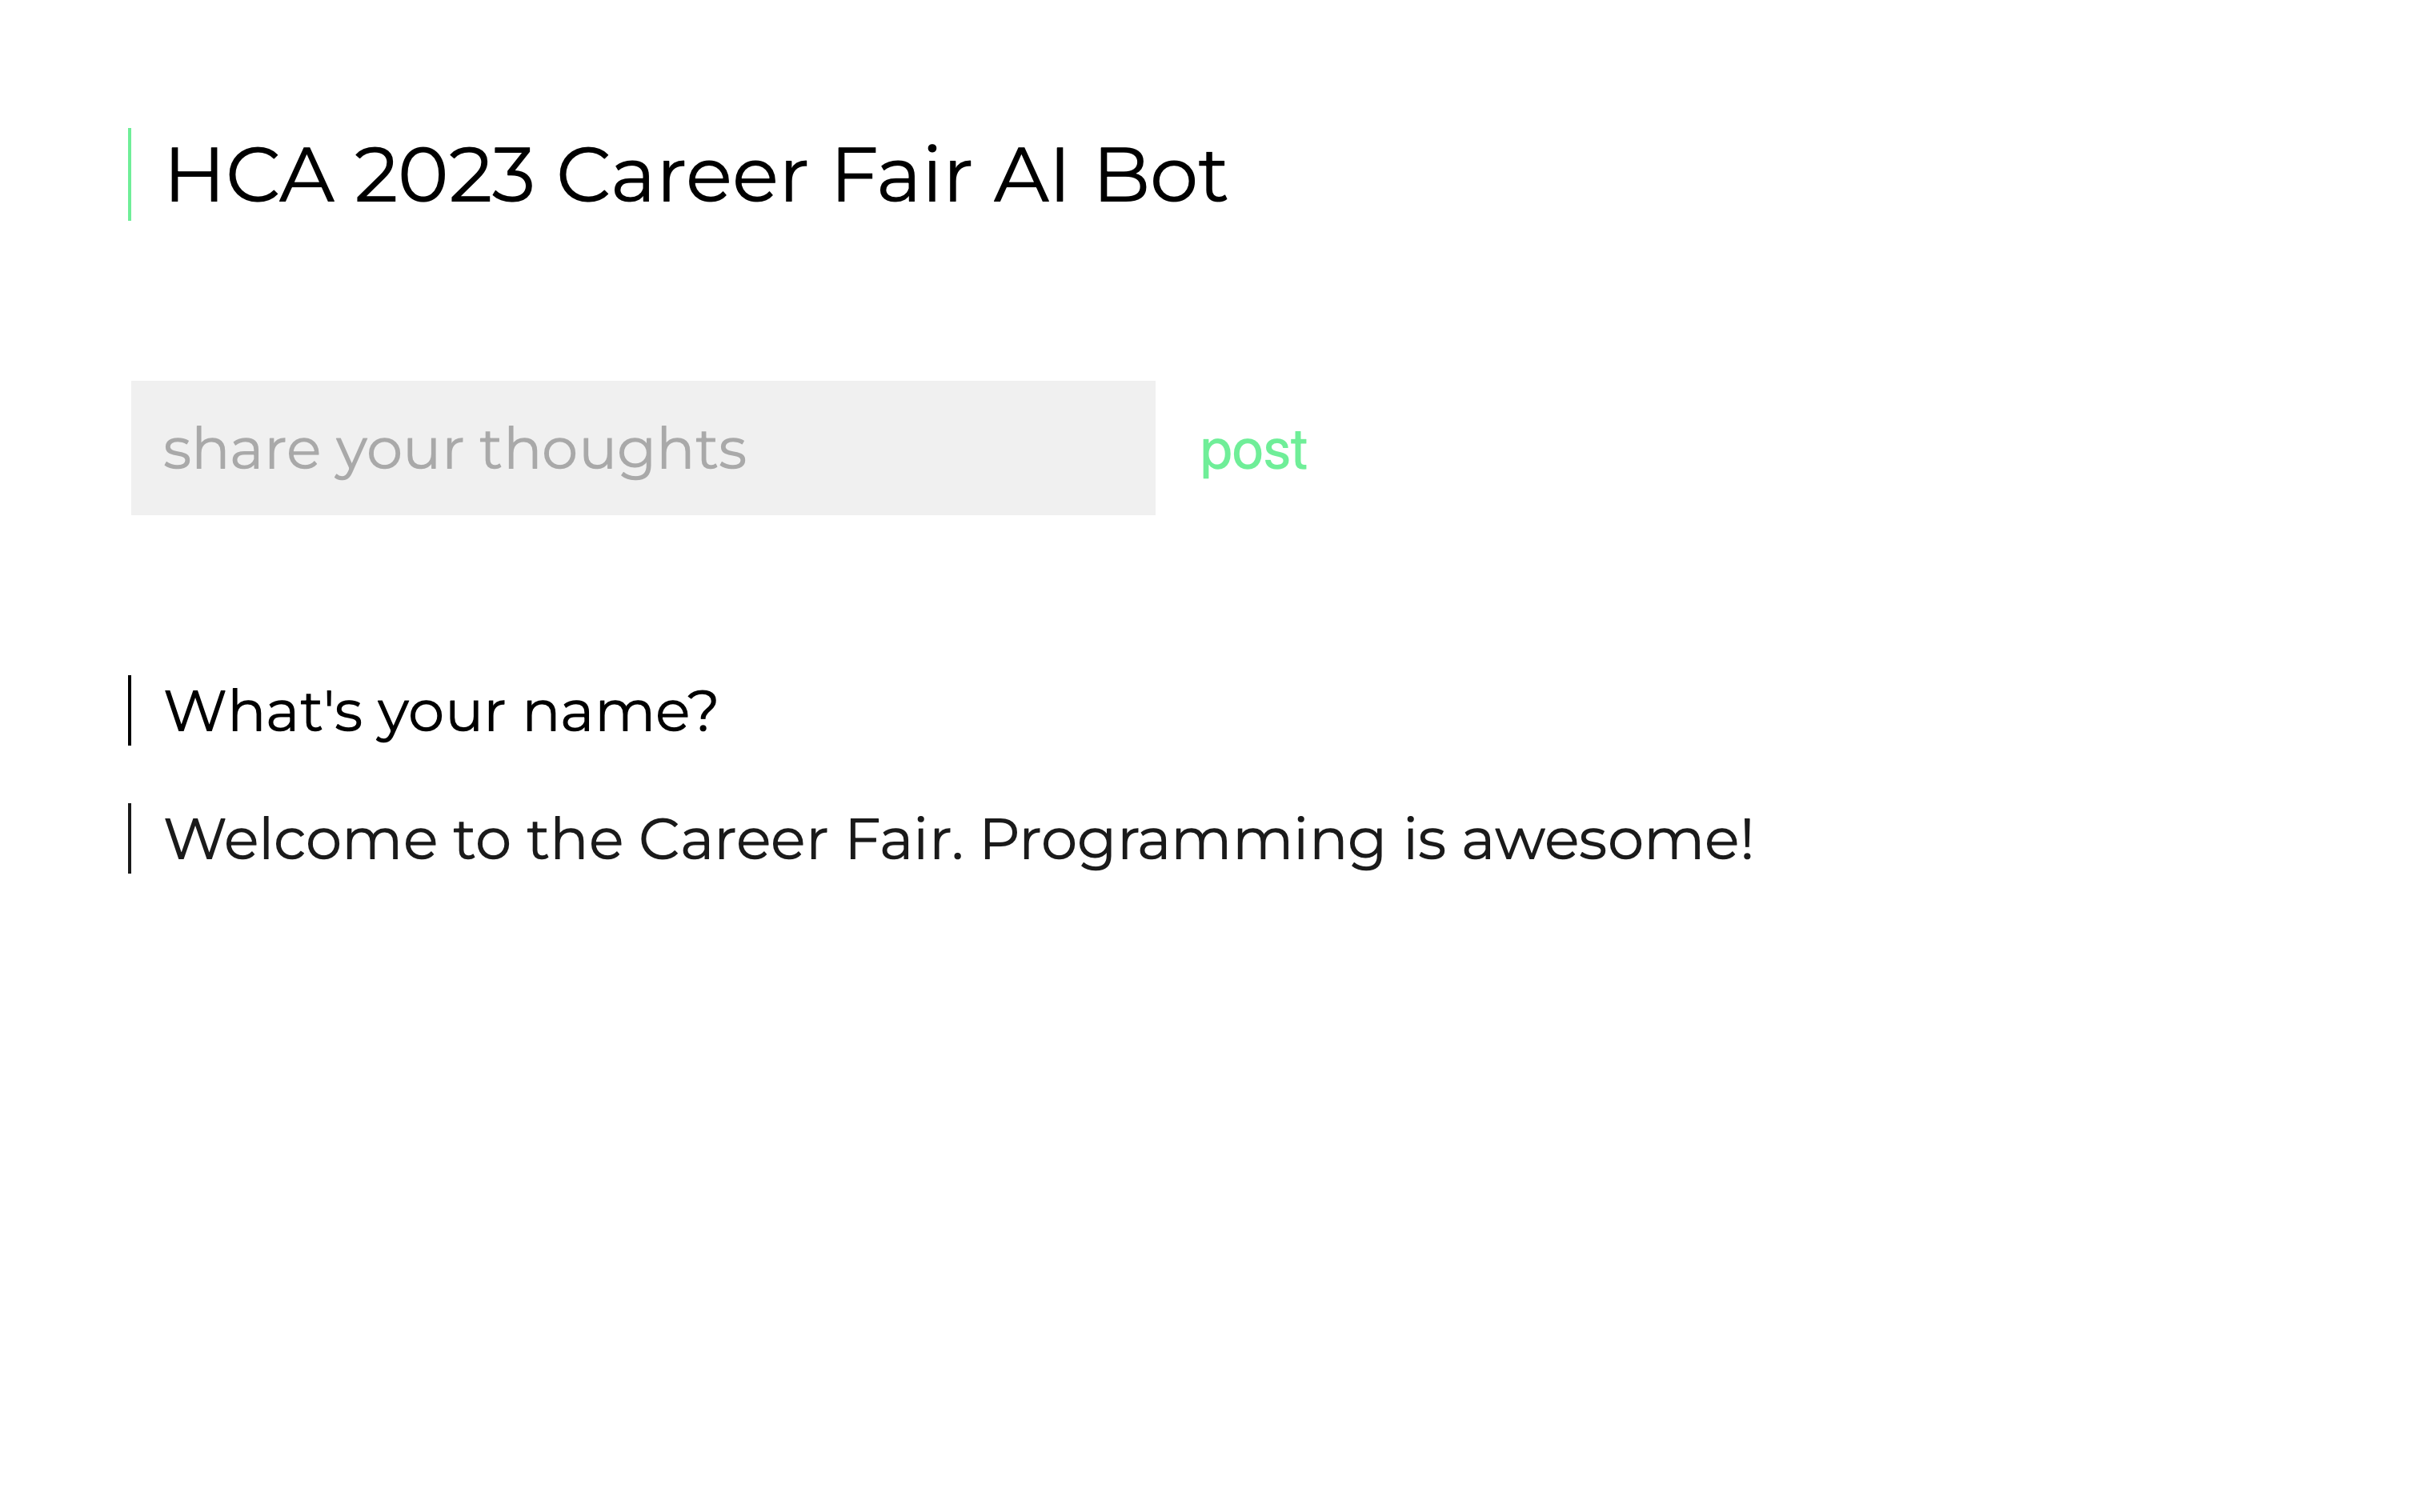 HCA 2023 Career Fair AI Bot
share your thoughts
post
What's your name?
Welcome to the Career Fair. Programming is awesome!